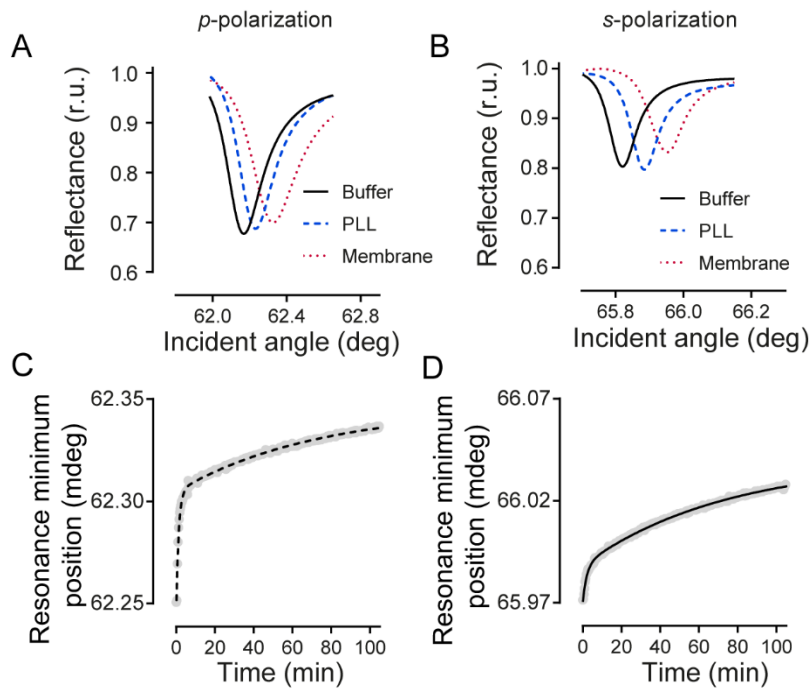 p-polarization
s-polarization
A
B
Reflectance (r.u.)
1.0
0.9
0.8
0.7
0.6
Buffer
PLL
Membrane
62.0
62.4
62.8
Incident angle (deg)
Reflectance (r.u.)
1.0
0.9
0.8
0.7
0.6
Buffer
PLL
Membrane
65.8
66.0
66.2
Incident angle (deg)
C
D
Resonance minimum
position (mdeg)
62.35
62.30
62.25
0 20 40 60 80 100
Time (min)
Resonance minimum
position (mdeg)
66.07
66.02
65.97
0 20 40 60 80 100
Time (min)